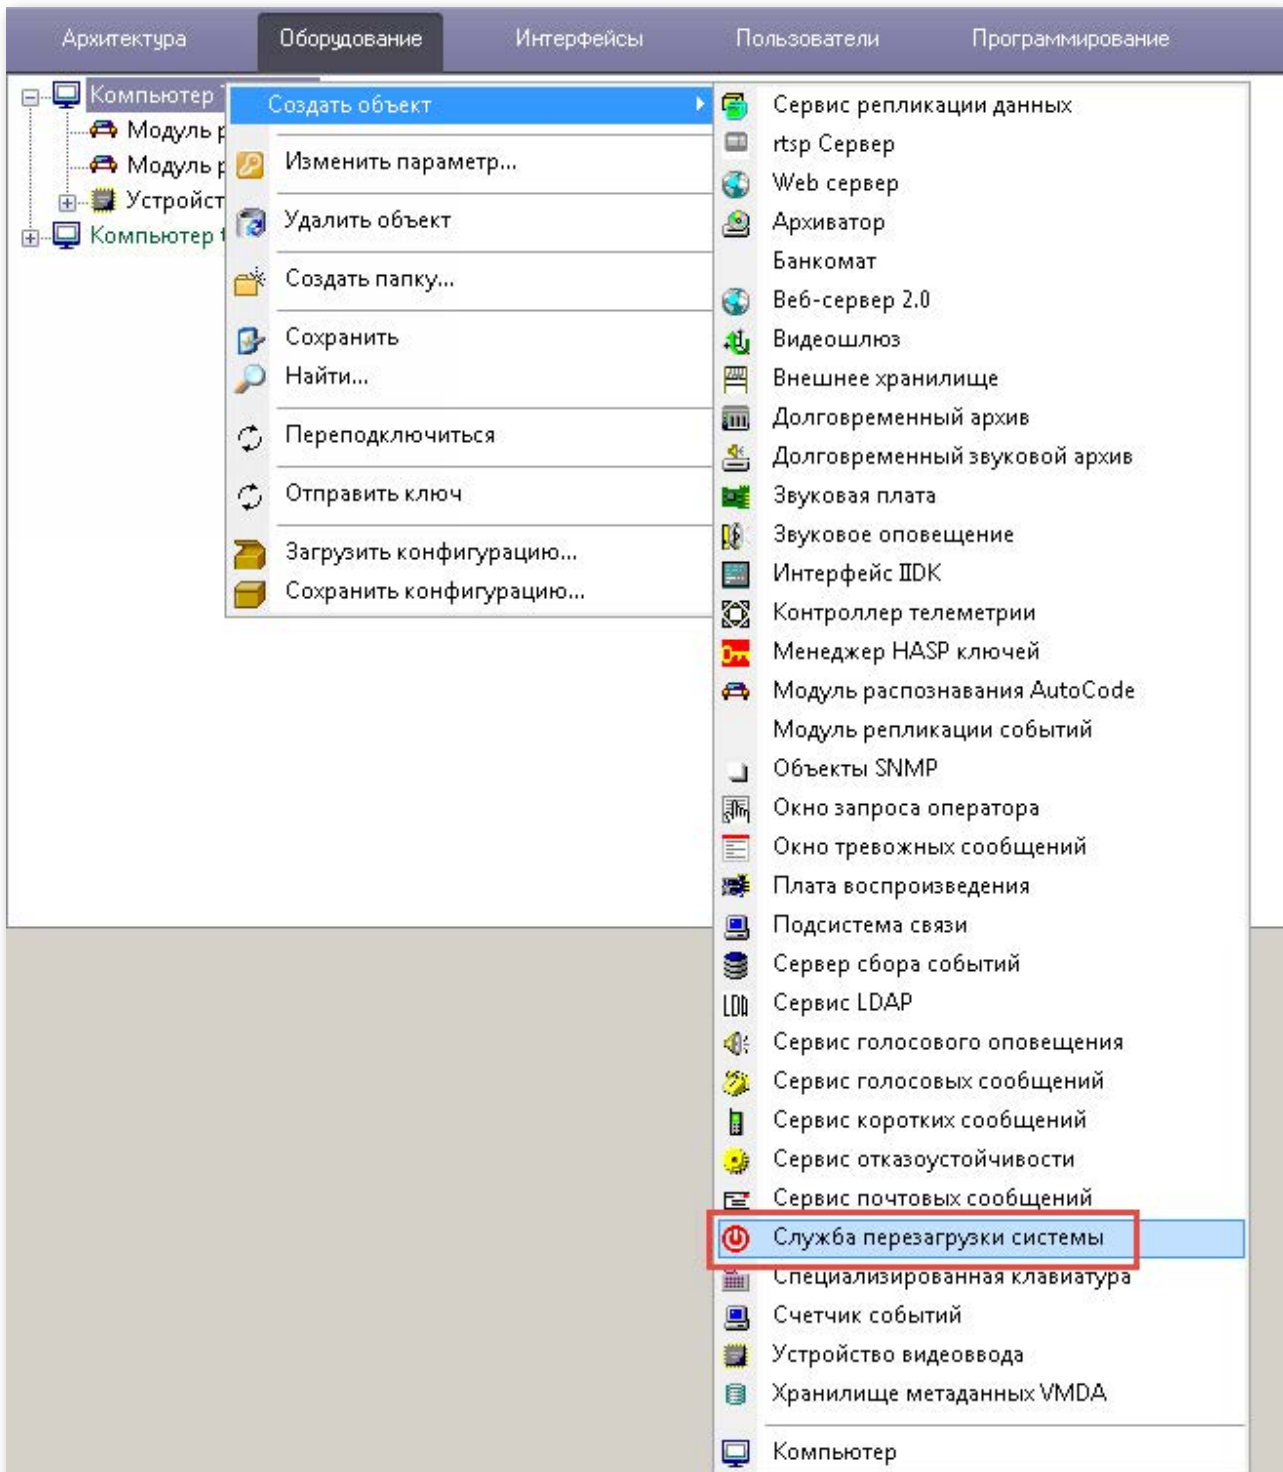 Архитектура Оборудование Интерфейсы Пользователи Программирование
Компьютер
Модуль р
Модуль р
Устройст
Компьютер
Создать объект
Изменить параметр...
Удалить объект
Создать папку...
Сохранить
Найти...
Переподключиться
Отправить ключ
Загрузить конфигурацию...
Сохранить конфигурацию...
Сервис репликации данных
rtsp Сервер
Web сервер
Архиватор
Банкомат
Веб-сервер 2.0
Видеошлюз
Внешнее хранилище
Долговременный архив
Долговременный звуковой архив
Звуковая плата
Звуковое оповещение
Интерфейс IIDK
Контроллер телеметрии
Менеджер HASP ключей
Модуль распознавания AutoCode
Модуль репликации событий
Объекты SNMP
Окно запроса оператора
Окно тревожных сообщений
Плата воспроизведения
Подсистема связи
Сервер сбора событий
Сервис LDAP
Сервис голосового оповещения
Сервис голосовых сообщений
Сервис коротких сообщений
Сервис отказоустойчивости
Сервис почтовых сообщений
Служба перезагрузки системы
Специализированная клавиатура
Счетчик событий
Устройство видеоввода
Хранилище метаданных VMDA
Компьютер